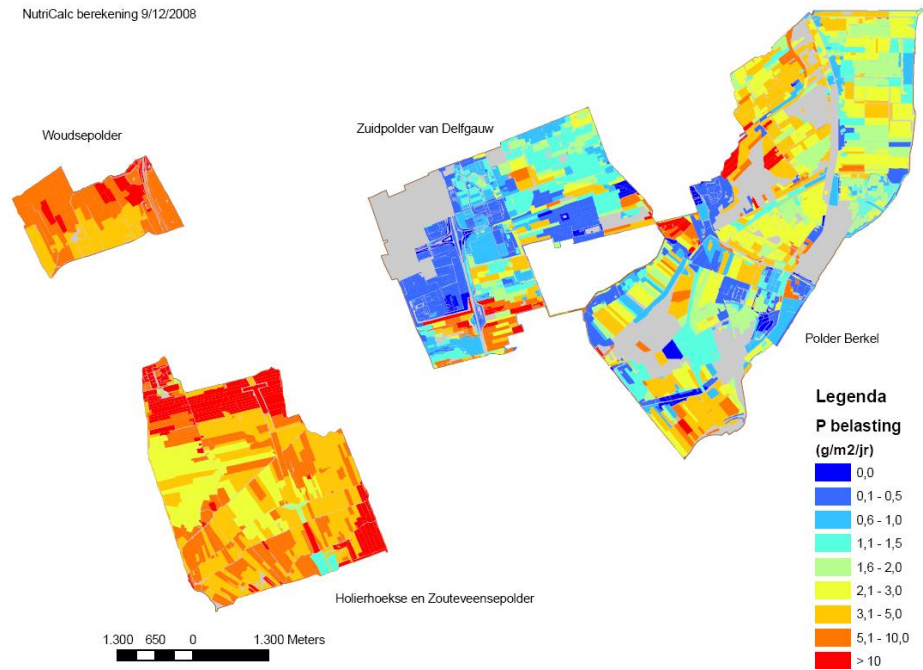 NutriCalc berekening 9/12/2008
Woudsepolder
Zuidpolder van Delfgauw
Polder Berkel
Holierhoekse en Zouteveensepolder
1.300 650 0 1.300 Meters
Legenda
P belasting
(g/m2/jr)
0,0
0,1 - 0,5
0,6 - 1,0
1,1 - 1,5
1,6 - 2,0
2,1 - 3,0
3,1 - 5,0
5,1 - 10,0
> 10